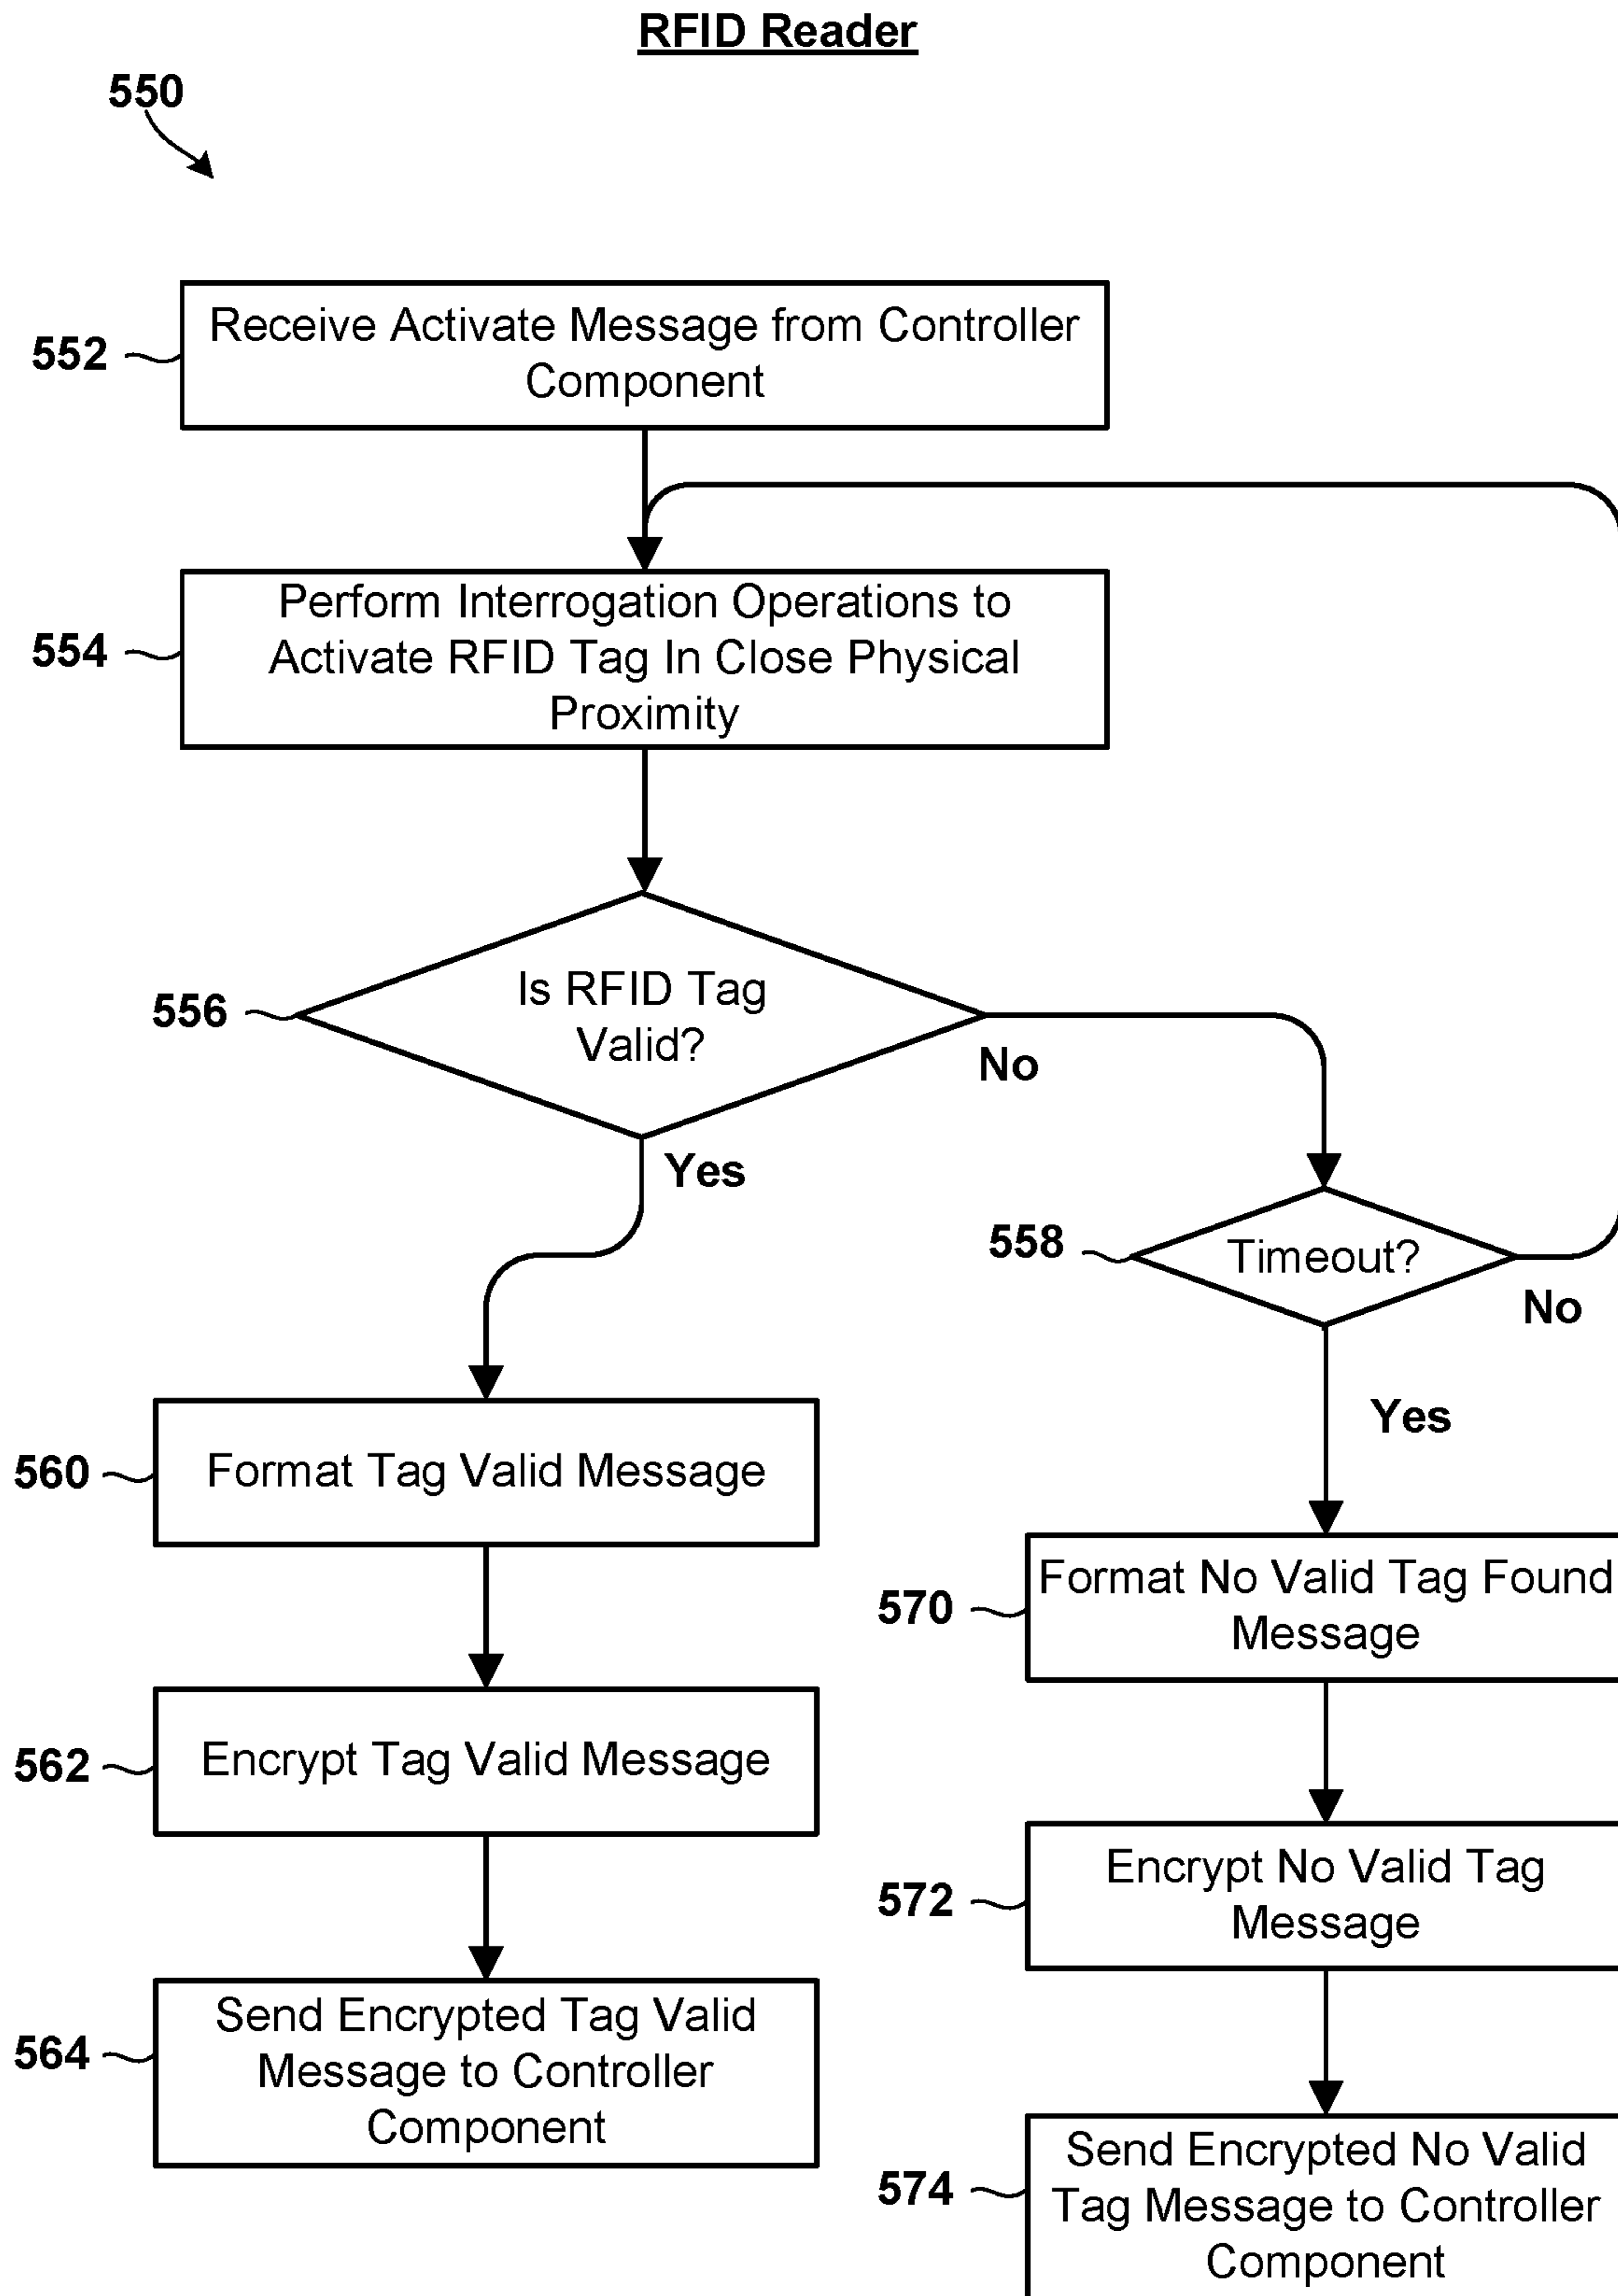 RFID Reader
550
552
Receive Activate Message from Controller
Component
554
Perform Interrogation Operations to
Activate RFID Tag In Close Physical
Proximity
556
Is RFID Tag
Valid?
No
Yes
558
Timeout?
No
Yes
560
Format Tag Valid Message
562
Encrypt Tag Valid Message
564
Send Encrypted Tag Valid
Message to Controller
Component
570
Format No Valid Tag Found
Message
572
Encrypt No Valid Tag
Message
574
Send Encrypted No Valid
Tag Message to Controller
Component